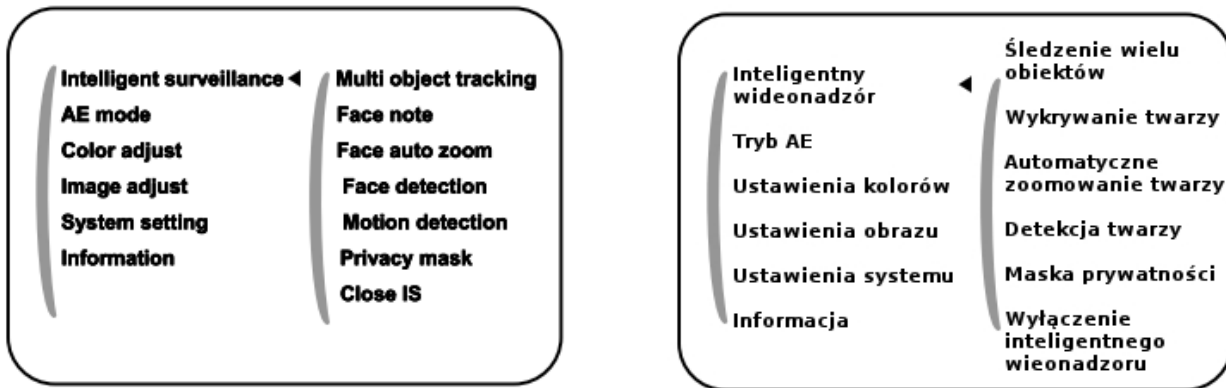 Intelligent surveillance
AE mode
Color adjust
Image adjust
System setting
Information
Multi object tracking
Face note
Face auto zoom
Face detection
Motion detection
Privacy mask
Close IS
Inteligentny
wideonadzór
Tryb AE
Ustawienia kolorów
Ustawienia obrazu
Ustawienia systemu
Informacja
Śledzenie wielu
obiektów
Wykrywanie twarzy
Automatyczne
zoomowanie twarzy
Detekcja twarzy
Maska prywatności
Wyłączenie
inteligentnego
wieonadzoru